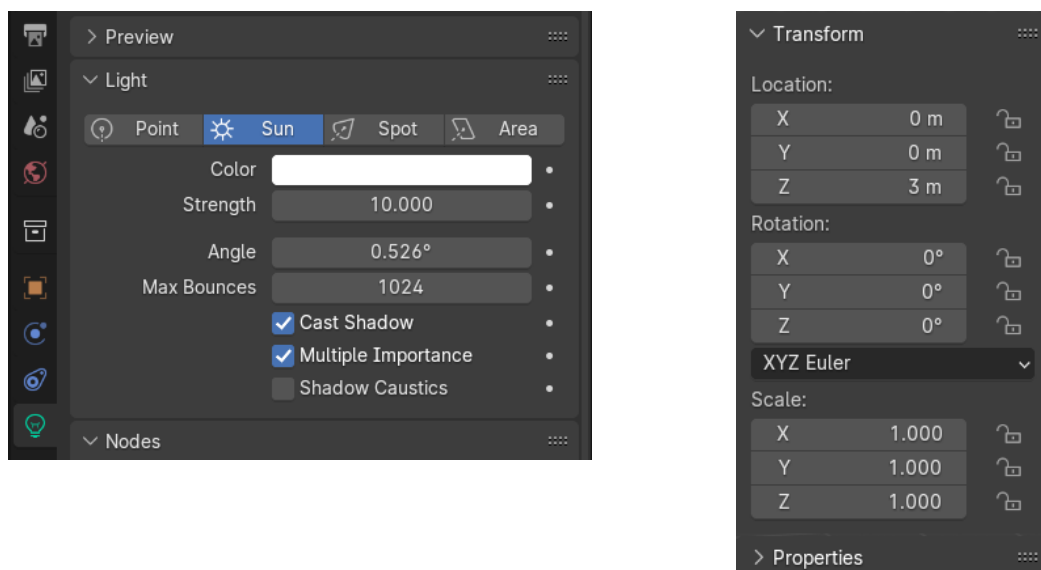 Preview
Light
Point Sun Spot Area
Color
Strength 10.000
Angle 0.526°
Max Bounces 1024
Cast Shadow
Multiple Importance
Shadow Caustics
Nodes
Transform
Location:
X 0 m
Y 0 m
Z 3 m
Rotation:
X 0°
Y 0°
Z 0°
XYZ Euler
Scale:
X 1.000
Y 1.000
Z 1.000
Properties